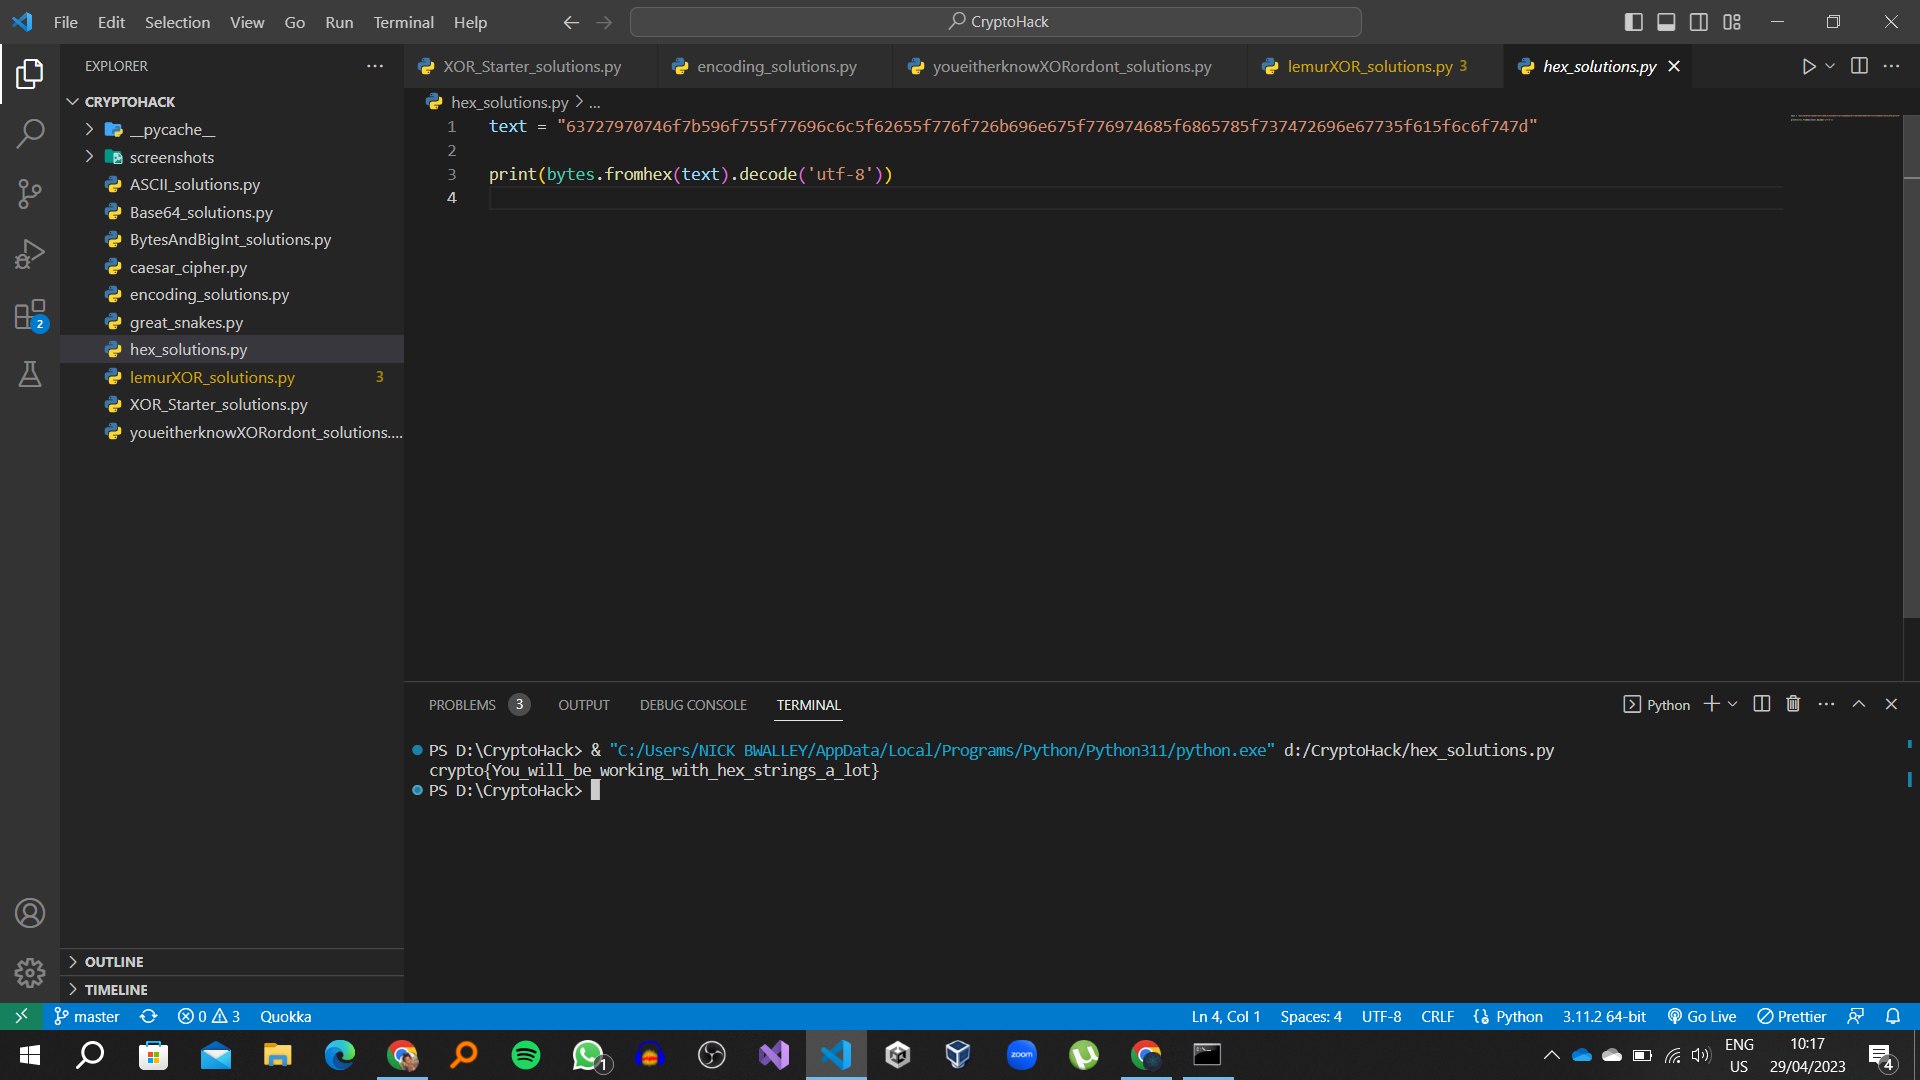 File Edit Selection View Go Run Terminal Help
CryptoHack
EXPLORER
CRYPTOHACK
__pycache__
screenshots
ASCII_solutions.py
Base64_solutions.py
BytesAndBigInt_solutions.py
caesar_cipher.py
encoding_solutions.py
great_snakes.py
hex_solutions.py
lemurXOR_solutions.py 3
XOR_Starter_solutions.py
youeitherknowXORordont_solutions....
OUTLINE
TIMELINE
2
XOR_Starter_solutions.py encoding_solutions.py youeitherknowXORordont_solutions.py lemurXOR_solutions.py 3 hex_solutions.py
hex_solutions.py > ...
1 text = "63727970746f7b596f755f77696c6c5f62655f776f726b696e675f776974685f6865785f737472696e67735f615f6c6f747d"
2
3 print(bytes.fromhex(text).decode('utf-8'))
4
PROBLEMS 3 OUTPUT DEBUG CONSOLE TERMINAL
Python
PS D:\CryptoHack> & "C:/Users/NICK BWALLEY/AppData/Local/Programs/Python/Python311/python.exe" d:/CryptoHack/hex_solutions.py
crypto{You_will_be_working_with_hex_strings_a_lot}
PS D:\CryptoHack>
master 0 3 Quokka
Ln 4, Col 1 Spaces: 4 UTF-8 CRLF Python 3.11.2 64-bit Go Live Prettier
zoom
1
ENG
US
10:17
29/04/2023
4